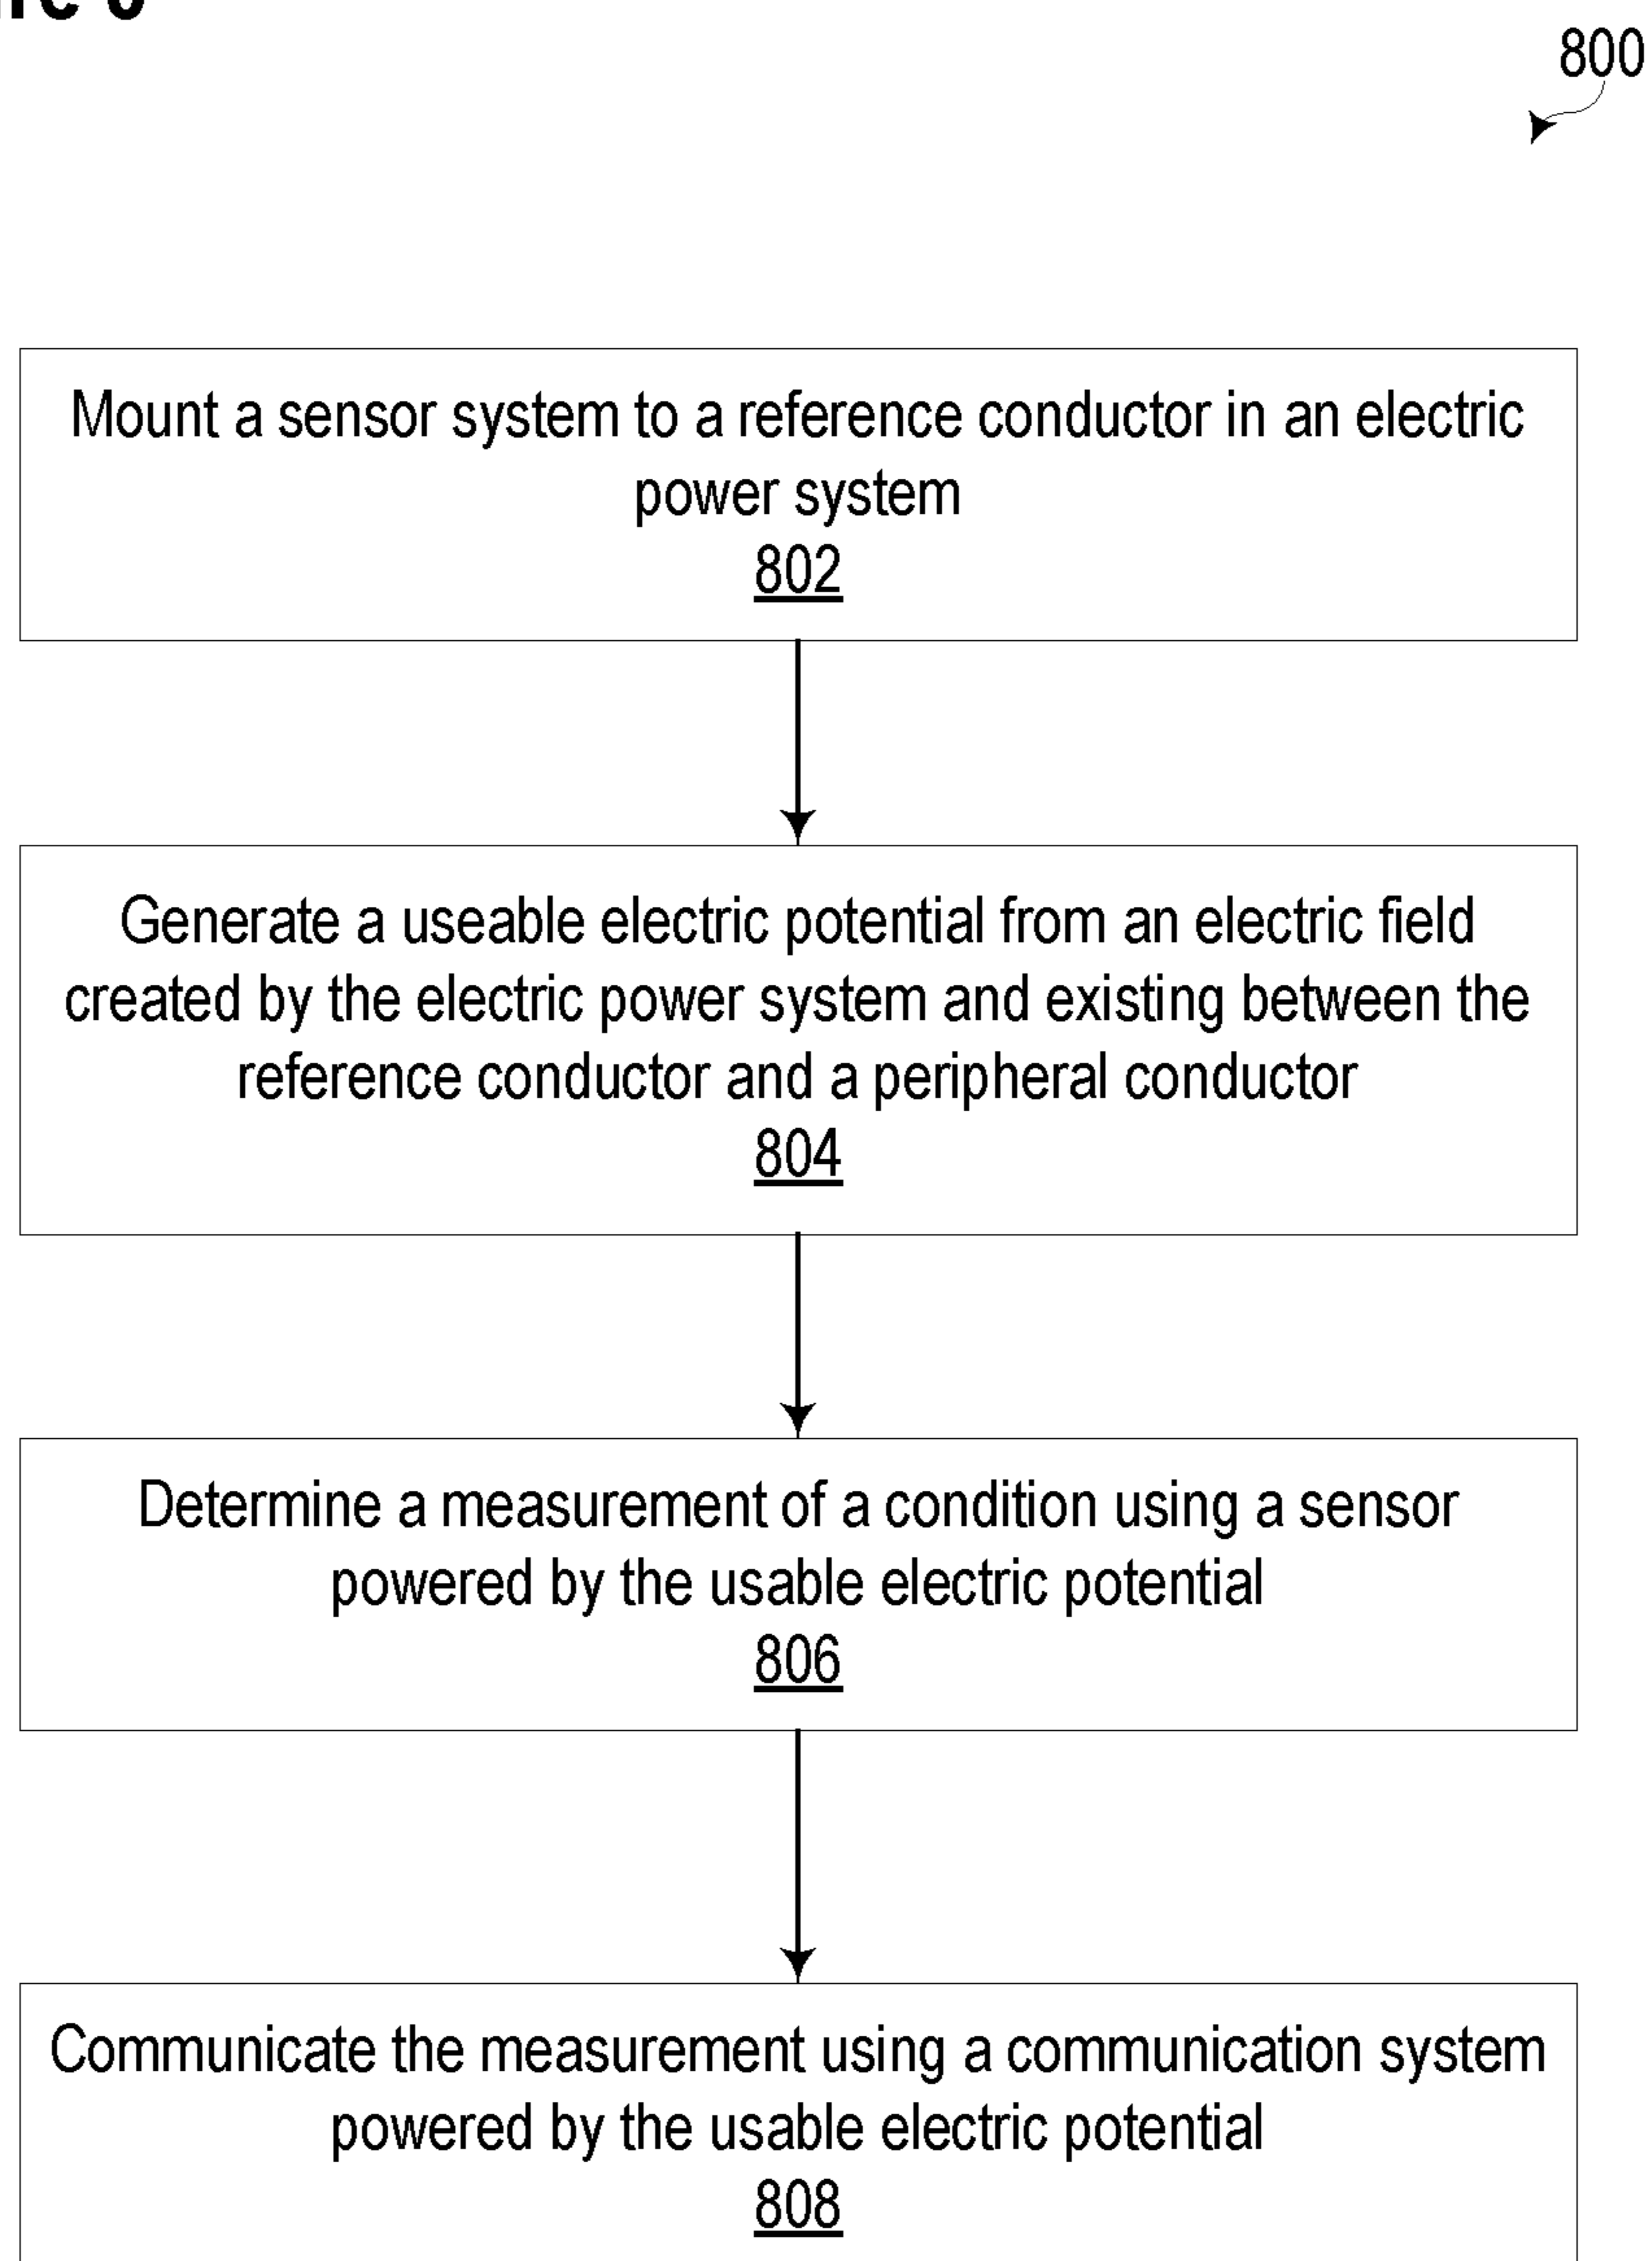 800
Mount a sensor system to a reference conductor in an electric
power system
802
Generate a useable electric potential from an electric field
created by the electric power system and existing between the
reference conductor and a peripheral conductor
804
Determine a measurement of a condition using a sensor
powered by the usable electric potential
806
Communicate the measurement using a communication system
powered by the usable electric potential
808